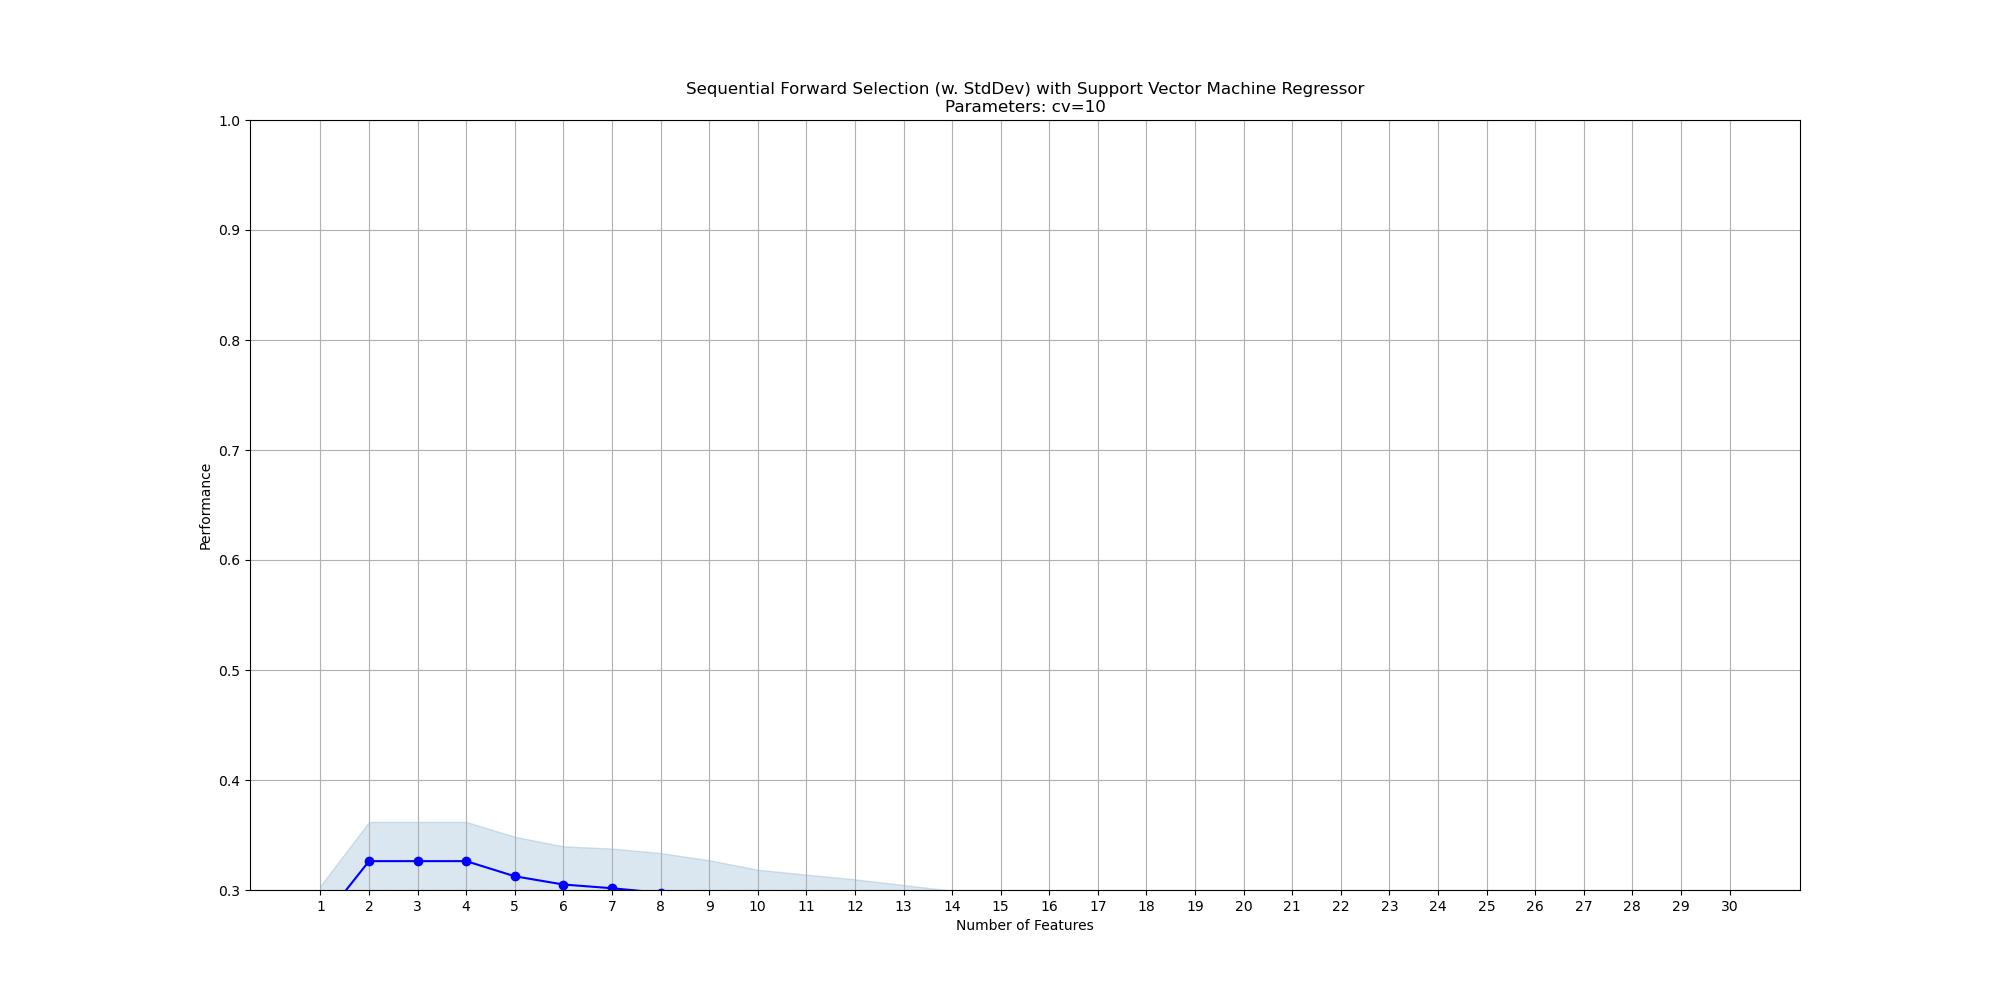 Sequential Forward Selection (w. StdDev) with Support Vector Machine Regressor
Parameters: cv=10
1.0
0.9
0.8
0.7
0.6
0.5
0.4
0.3
Performance
1 2 3 4 5 6 7 8 9 10 11 12 13 14 15 16 17 18 19 20 21 22 23 24 25 26 27 28 29 30
Number of Features